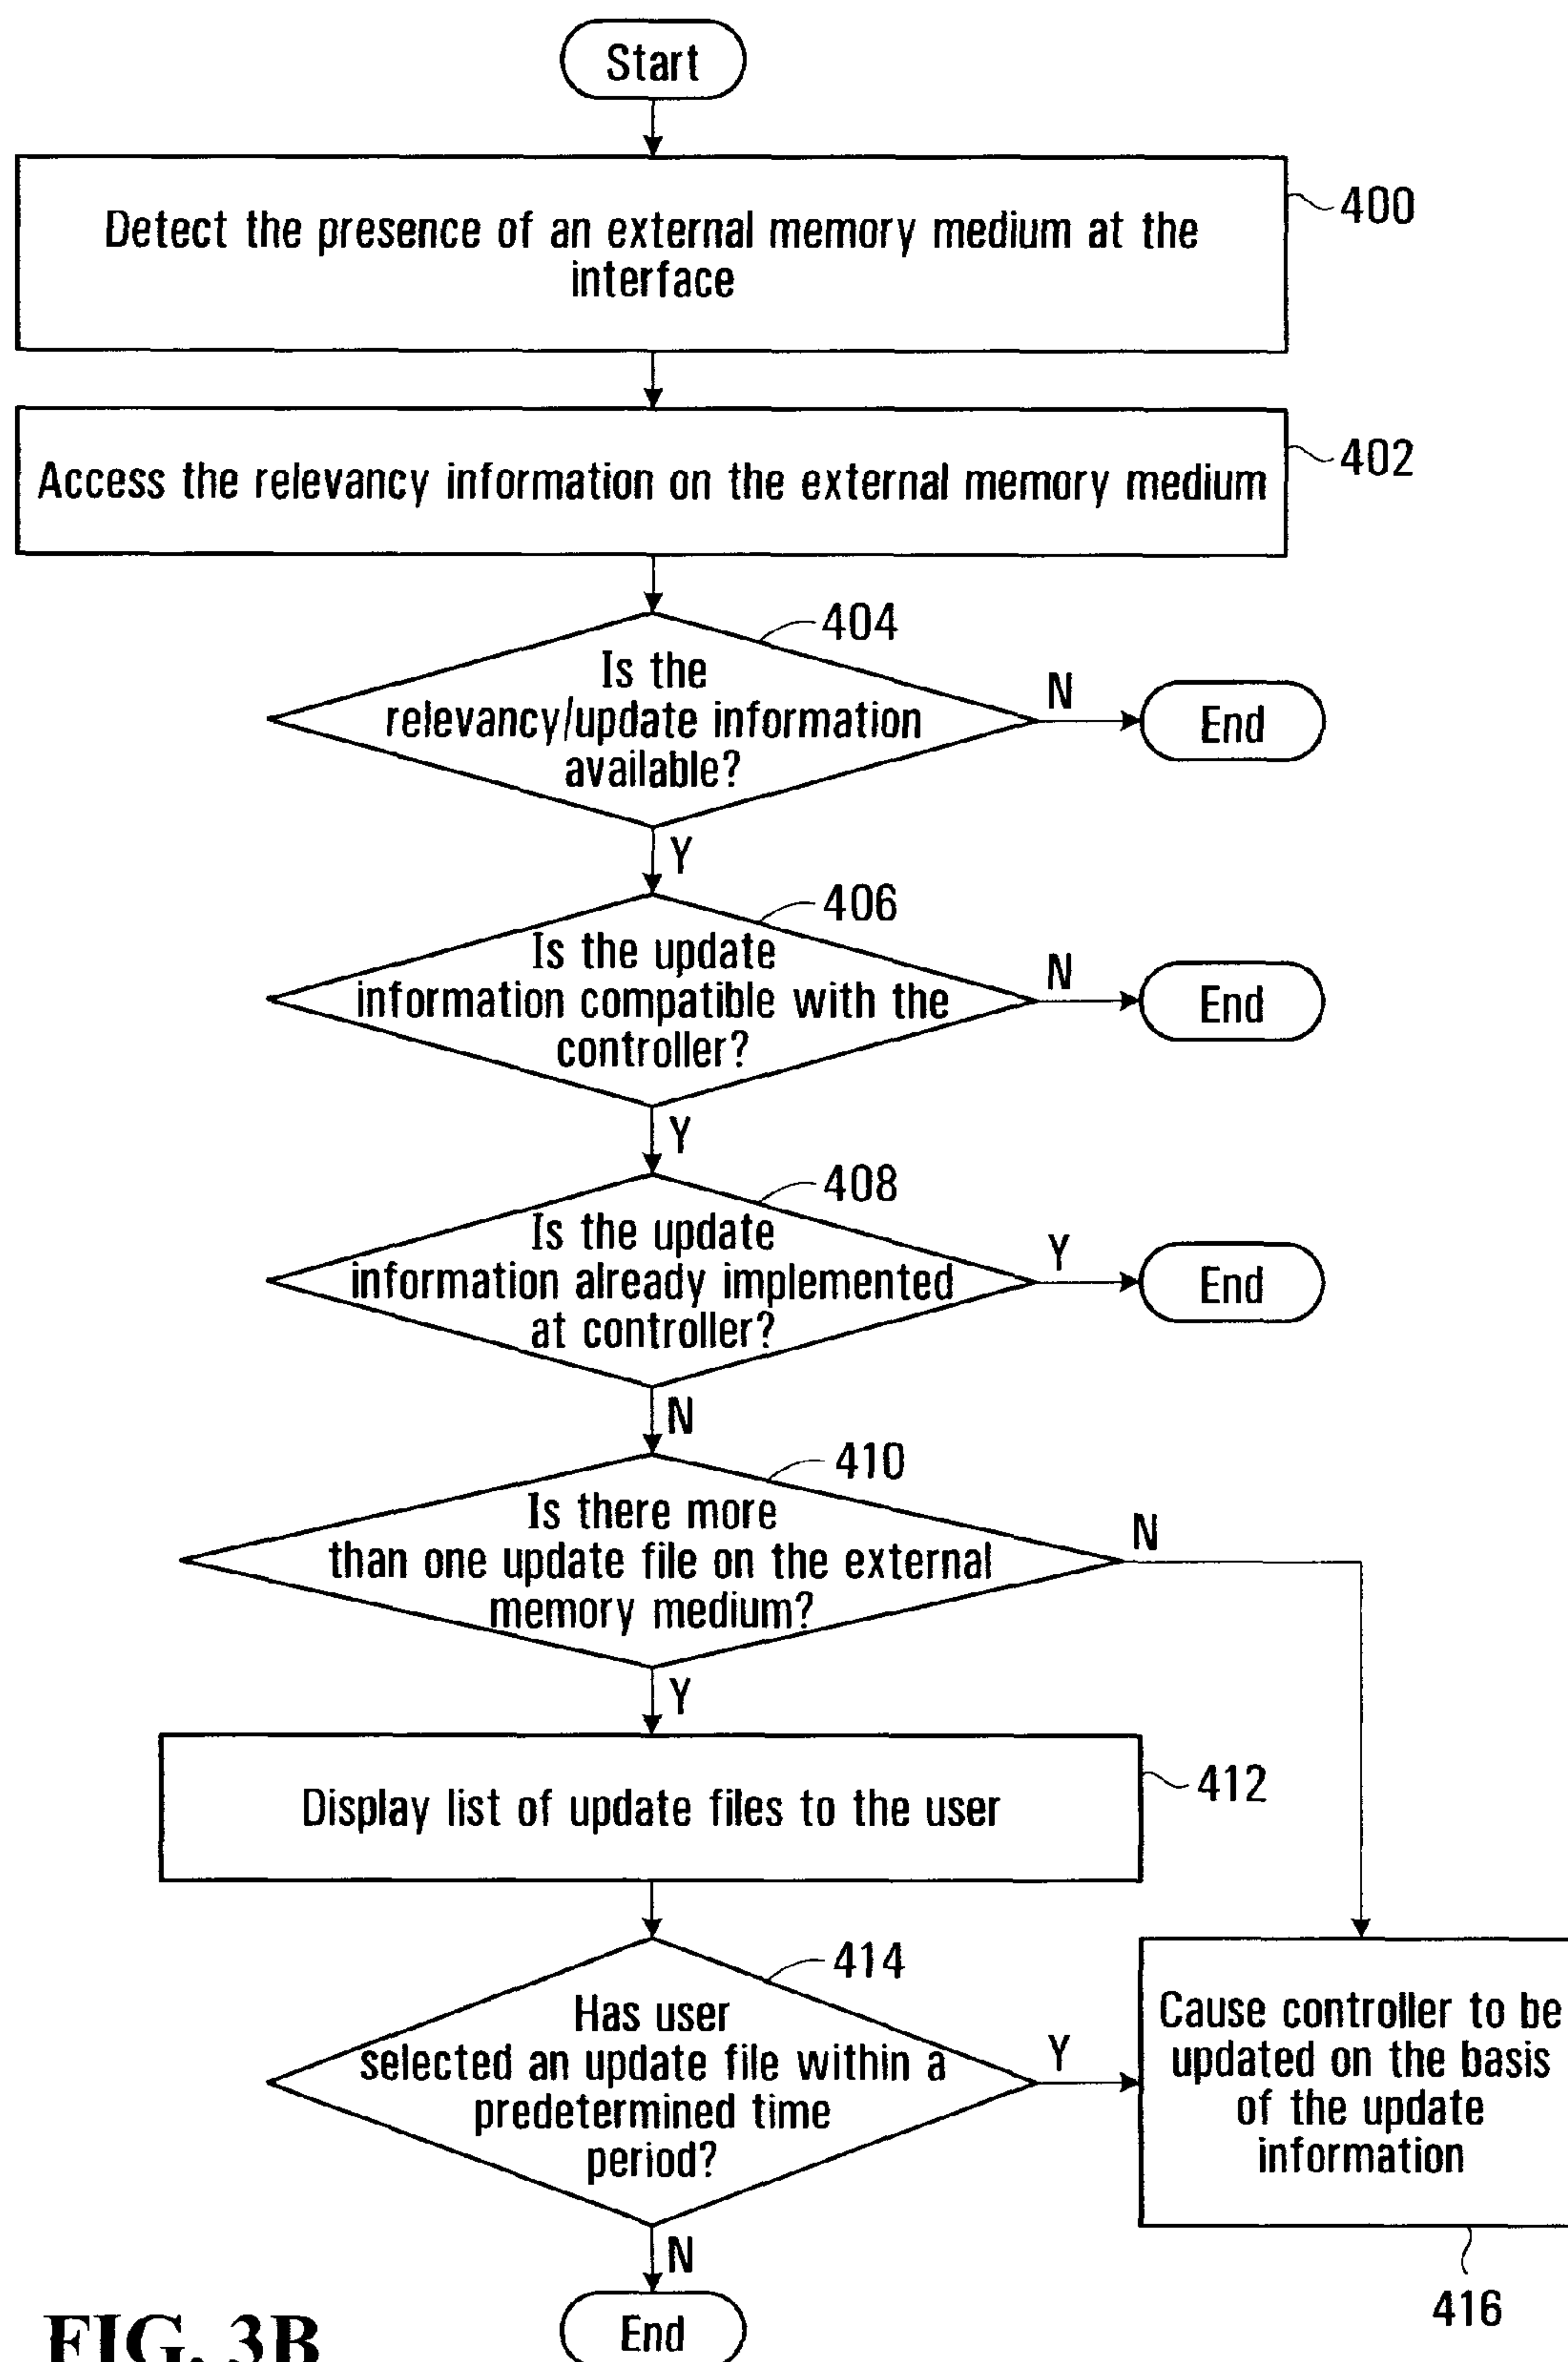 Start
Detect the presence of an external memory medium at the
interface
400
Access the relevancy information on the external memory medium
402
404
Is the
relevancy/update information
available?
N
End
Y
406
Is the update
information compatible with the
controller?
N
End
Y
408
Is the update
information already implemented
at controller?
Y
End
N
410
Is there more
than one update file on the external
memory medium?
N
Y
Display list of update files to the user
412
414
Has user
selected an update file within a
predetermined time
period?
Y
Cause controller to be
updated on the basis
of the update
information
416
N
End
FIG. 3B